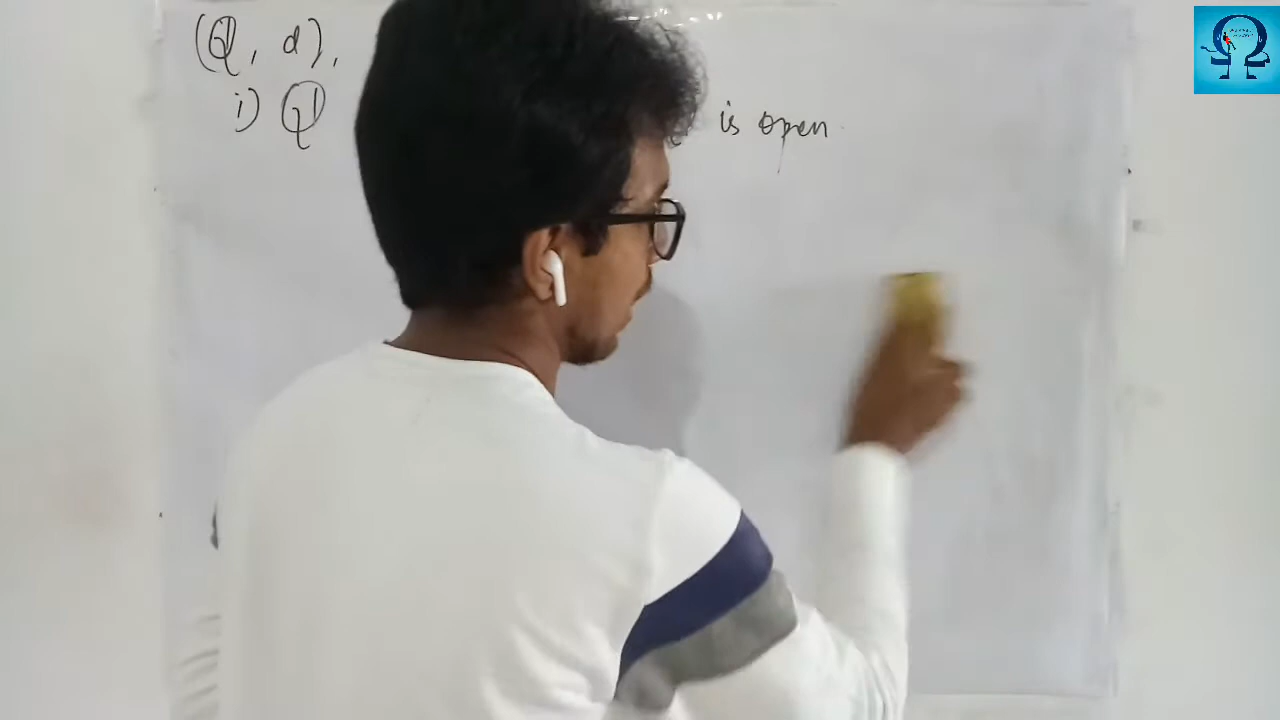 (Q, d),
i) Q is open.